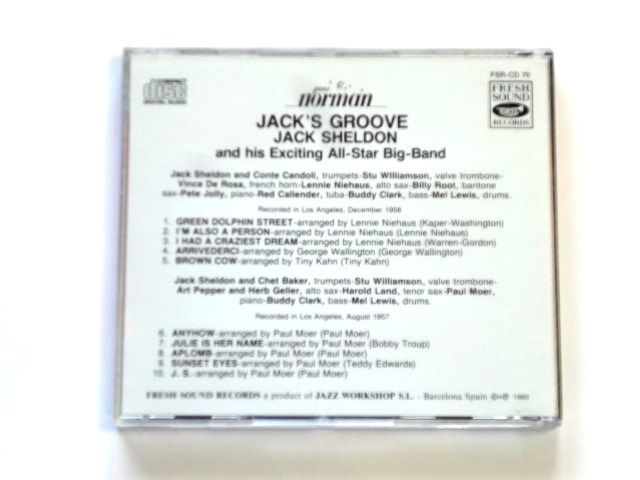 COMPACT
disc
DIGITAL AUDIO
gene
norman
FSR-CD 70
FRESH
SOUND
RECORDS
JACK'S GROOVE
JACK SHELDON
and his Exciting All-Star Big-Band
Jack Sheldon and Conte Candoli, trumpets-Stu Williamson, valve trombone-
Vince De Rosa, french horn-Lennie Niehaus, alto sax-Billy Root, baritone
sax-Pete Jolly, piano-Red Callender, tuba-Buddy Clark, bass-Mel Lewis, drums.
Recorded in Los Angeles, December 1958
1. GREEN DOLPHIN STREET-arranged by Lennie Niehaus (Kaper-Washington)
2. I'M ALSO A PERSON-arranged by Lennie Niehaus (Lennie Niehaus)
3. I HAD A CRAZIEST DREAM-arranged by Lennie Niehaus (Warren-Gordon)
4. ARRIVEDERCI-arranged by George Wallington (George Wallington)
5. BROWN COW-arranged by Tiny Kahn (Tiny Kahn)
Jack Sheldon and Chet Baker, trumpets-Stu Williamson, valve trombone-
Art Pepper and Herb Geller, alto sax-Harold Land, tenor sax-Paul Moer,
piano-Buddy Clark, bass-Mel Lewis, drums.
Recorded in Los Angeles, August 1957
6. ANYHOW-arranged by Paul Moer (Paul Moer)
7. JULIE IS HER NAME-arranged by Paul Moer (Bobby Troup)
8. APLOMB-arranged by Paul Moer (Paul Moer)
9. SUNSET EYES-arranged by Paul Moer (Teddy Edwards)
10. J. S.-arranged by Paul Moer (Paul Moer)
FRESH SOUND RECORDS a product of JAZZ WORKSHOP S.L. - Barcelona Spain ©+℗ 1989